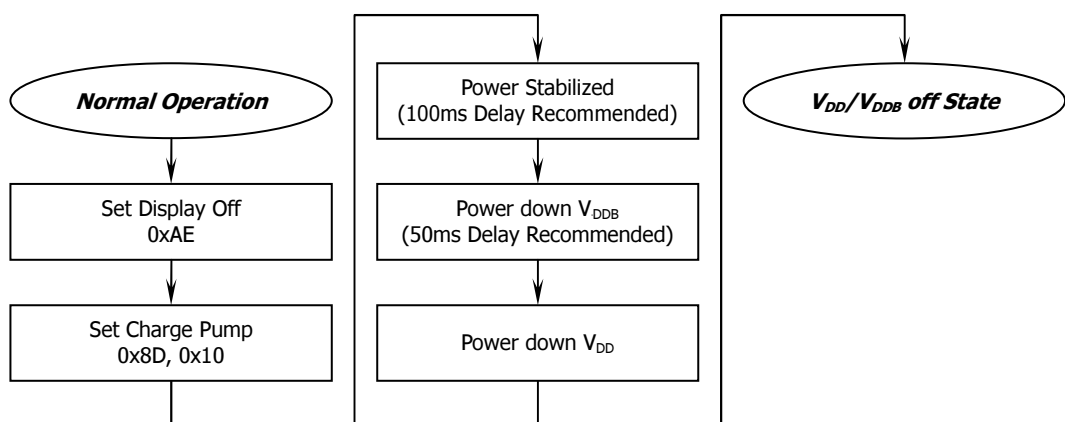 Normal Operation
Set Display Off
0xAE
Set Charge Pump
0x8D, 0x10
Power Stabilized
(100ms Delay Recommended)
Power down VDDB
(50ms Delay Recommended)
Power down VDD
VDD/VDDB off State